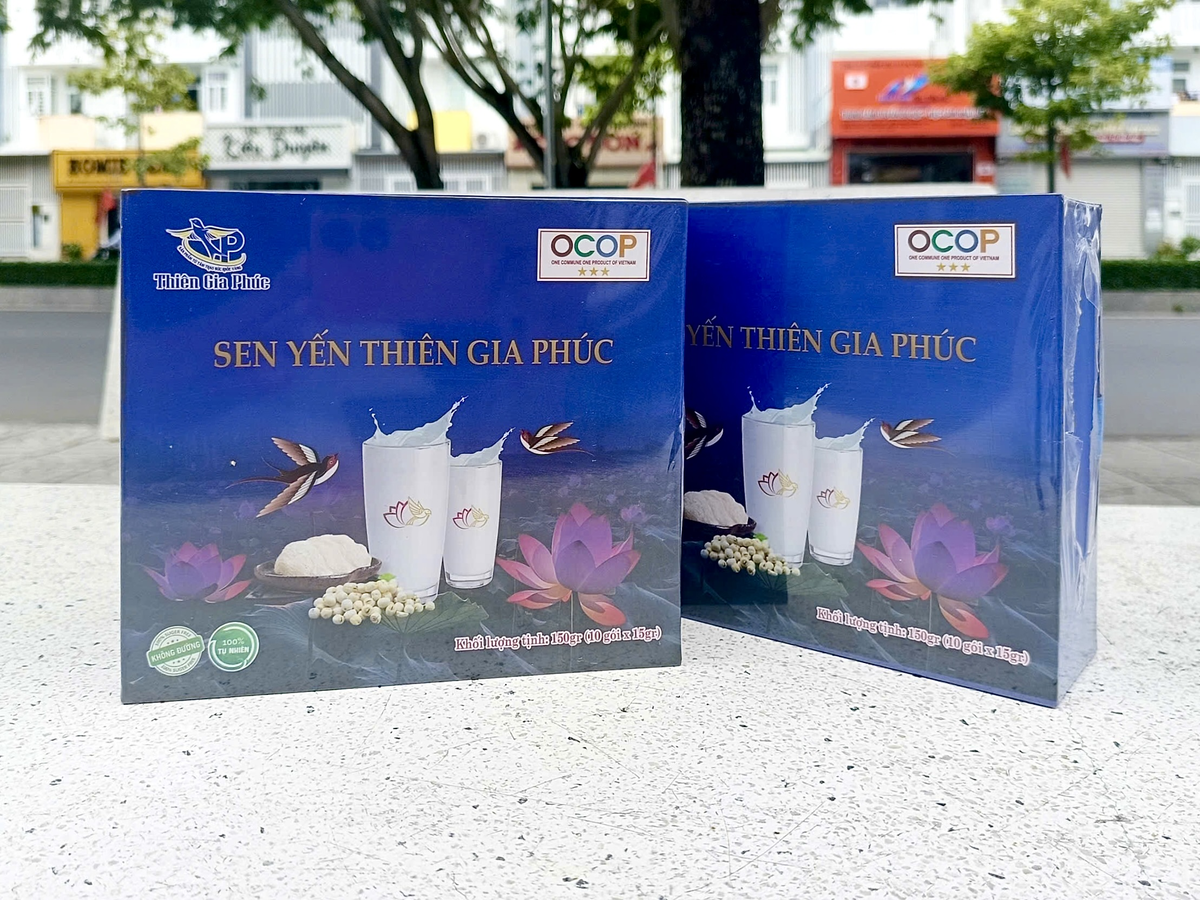 Thiên Gia Phúc
OCOP
ONE COMMUNE ONE PRODUCT OF VIETNAM
SEN YẾN THIÊN GIA PHÚC
KHÔNG ĐƯỜNG
100%
TỰ NHIÊN
Khối lượng tịnh: 150gr (10 gói x 15gr)
OCOP
ONE COMMUNE ONE PRODUCT OF VIETNAM
YẾN THIÊN GIA PHÚC
Khối lượng tịnh: 150gr (10 gói x 15gr)